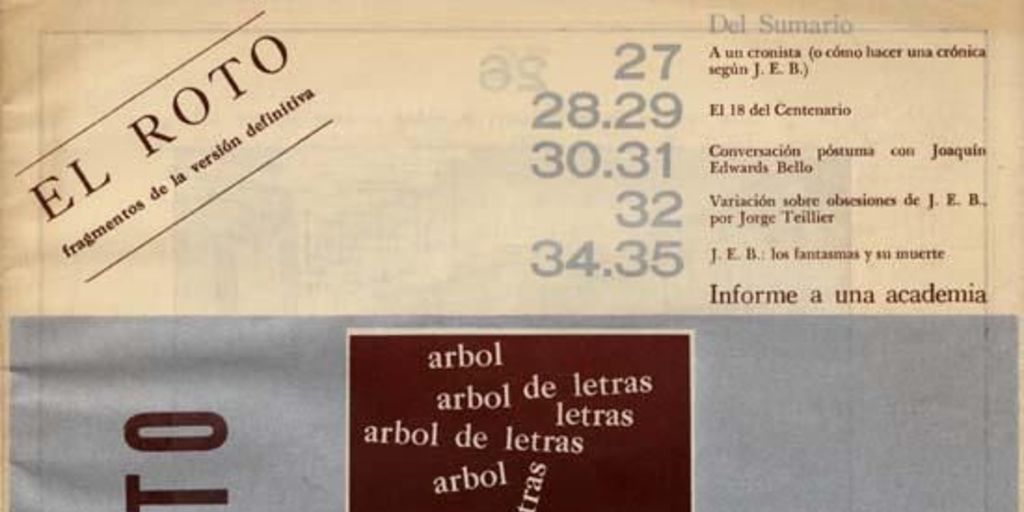 EL ROTO
fragmentos de la versión definitiva
Del Sumario
27
A un cronista (o cómo hacer una crónica
según J. E. B.)
28.29
El 18 del Centenario
30.31
Conversación póstuma con Joaquín
Edwards Bello
32
Variación sobre obsesiones de J. E. B.,
por Jorge Teillier
34.35
J. E. B.: los fantasmas y su muerte
Informe a una academia
26
TO
arbol
arbol de letras
letras
arbol de letras
arbol
tras